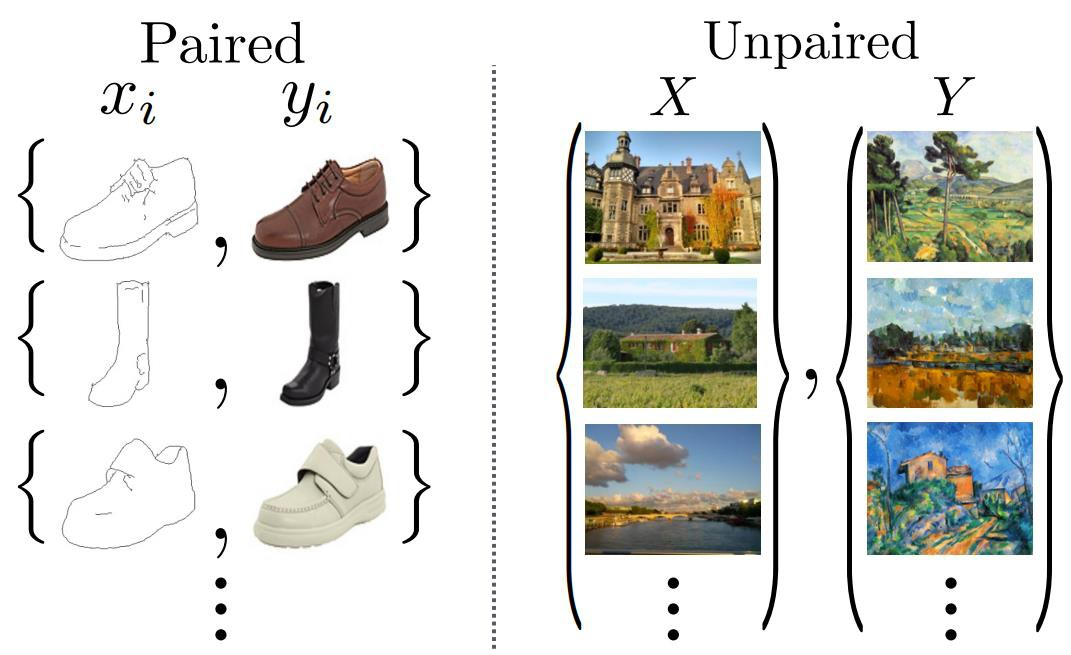 Paired
x_i y_i
{ , }
{ , }
{ , }
⋮
Unpaired
X Y
{ , }
⋮ ⋮